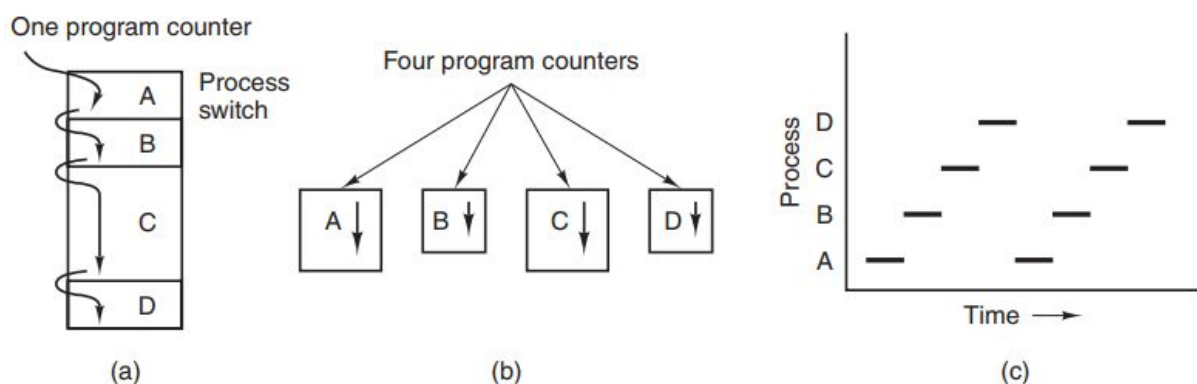 One program counter
Process
switch
A
B
C
D
(a)
Four program counters
A
B
C
D
(b)
Process
D
C
B
A
Time
(c)